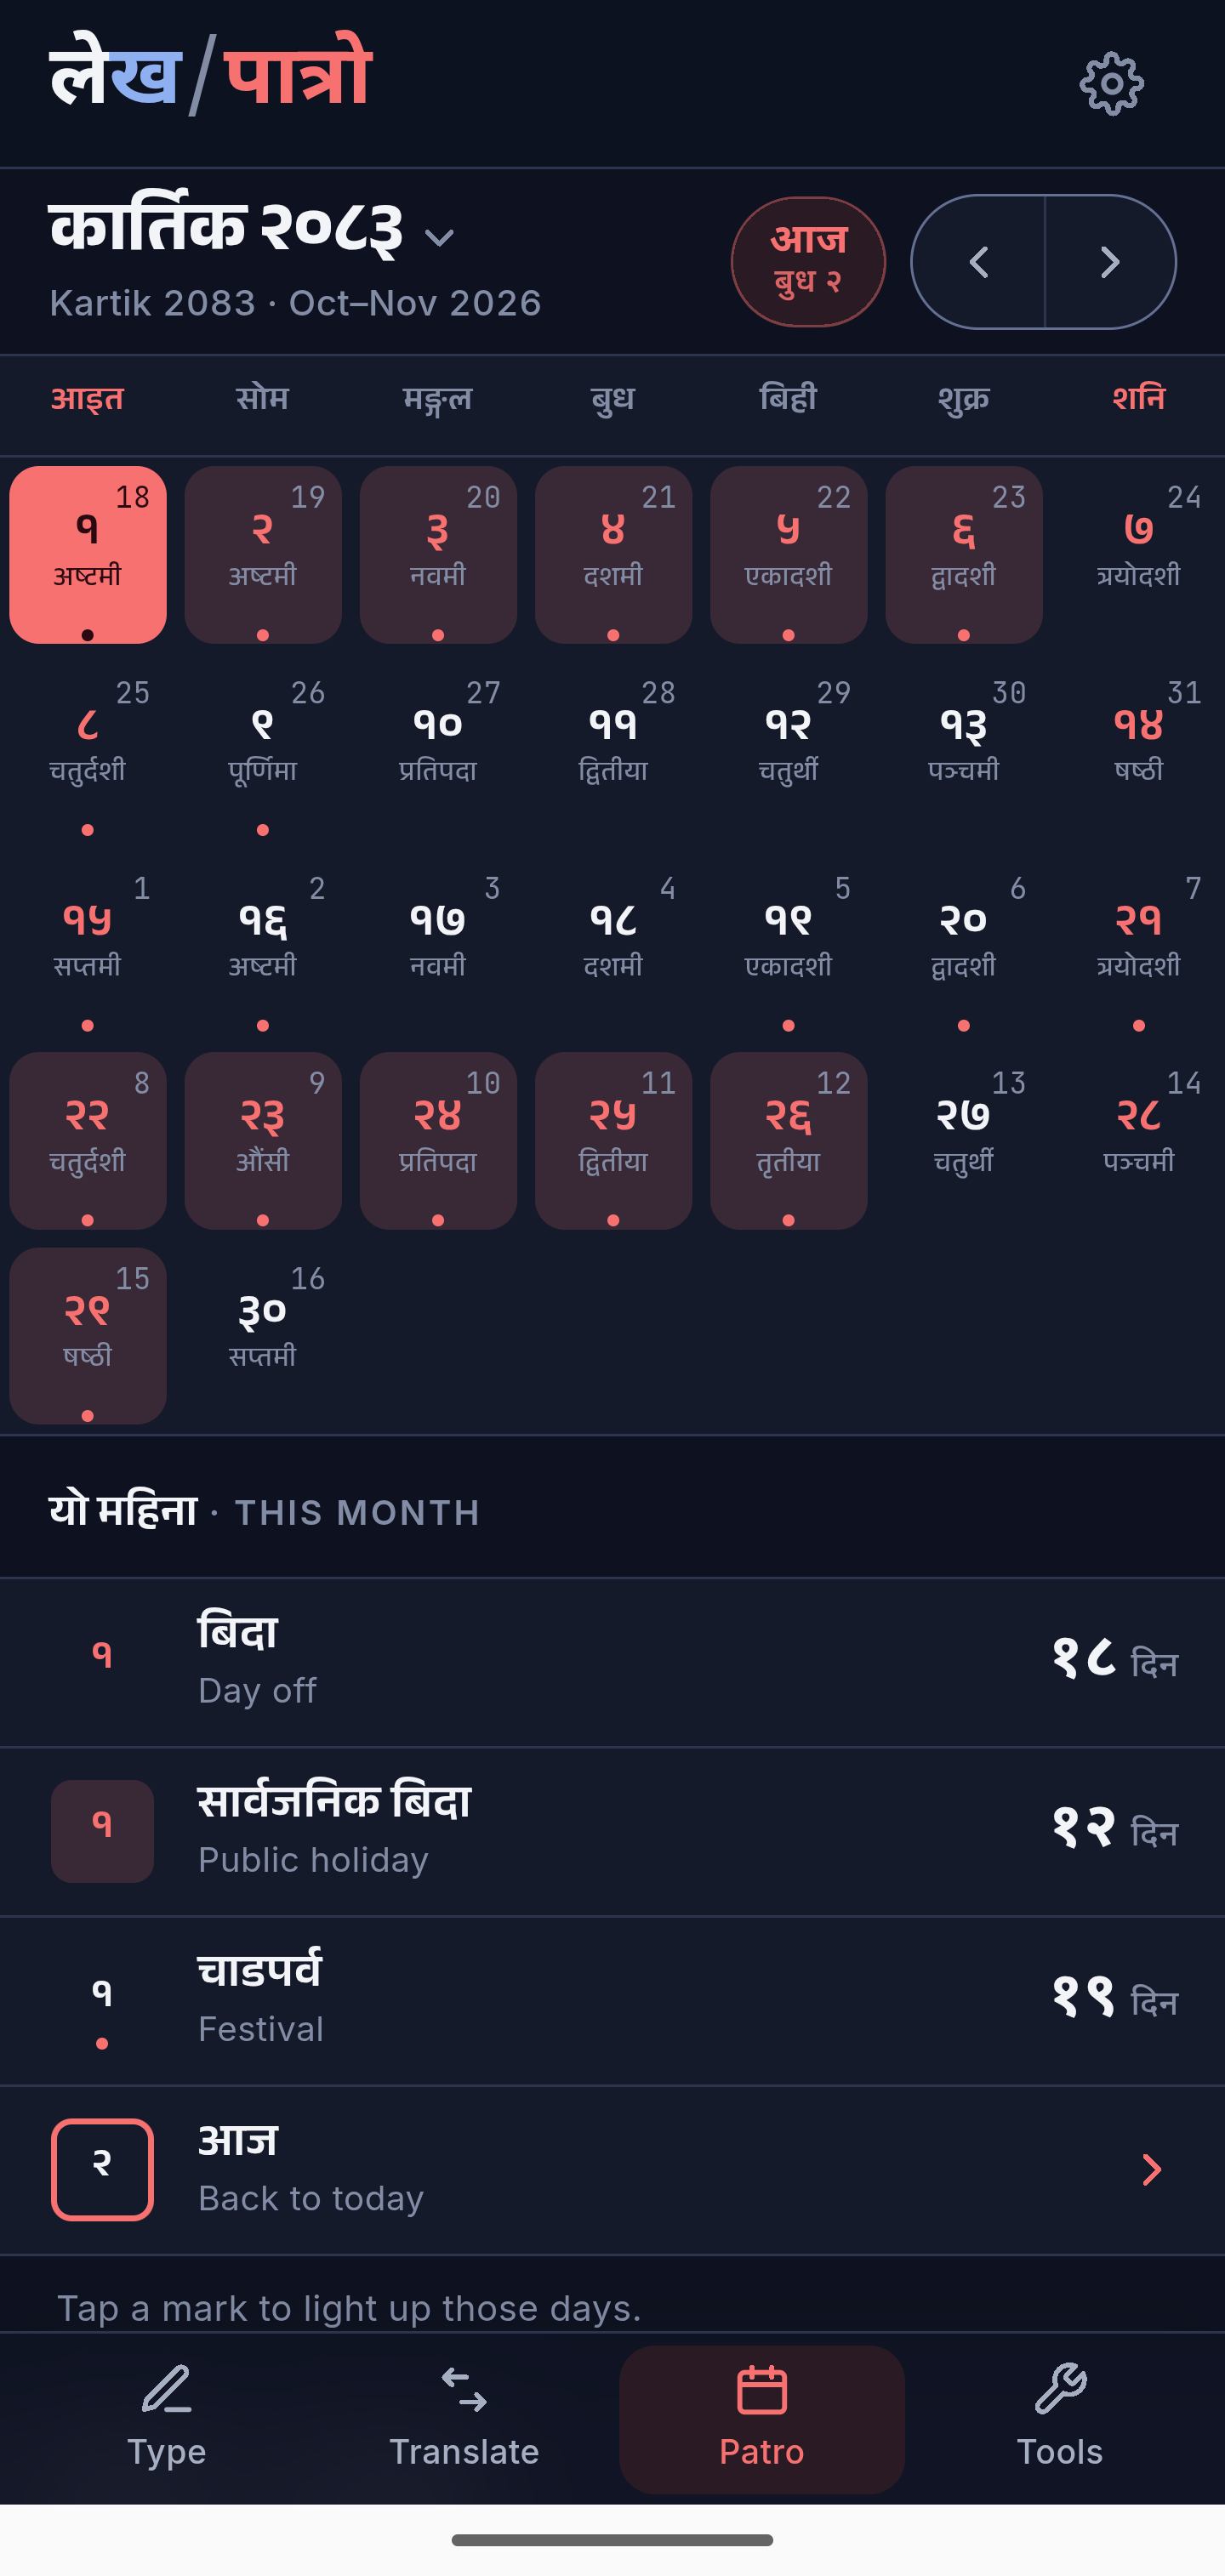 लेख/पात्रो
कार्तिक २०८३
Kartik 2083 · Oct–Nov 2026
आज
बुध २
आइत सोम मङ्गल बुध बिही शुक्र शनि
18 19 20 21 22 23 24
१ २ ३ ४ ५ ६ ७
अष्टमी अष्टमी नवमी दशमी एकादशी द्वादशी त्रयोदशी
25 26 27 28 29 30 31
८ ९ १० ११ १२ १३ १४
चतुर्दशी पूर्णिमा प्रतिपदा द्वितीया चतुर्थी पञ्चमी षष्ठी
1 2 3 4 5 6 7
१५ १६ १७ १८ १९ २० २१
सप्तमी अष्टमी नवमी दशमी एकादशी द्वादशी त्रयोदशी
8 9 10 11 12 13 14
२२ २३ २४ २५ २६ २७ २८
चतुर्दशी औंसी प्रतिपदा द्वितीया तृतीया चतुर्थी पञ्चमी
15 16
२९ ३०
षष्ठी सप्तमी
यो महिना · THIS MONTH
१ बिदा १८ दिन
Day off
१ सार्वजनिक बिदा १२ दिन
Public holiday
१ चाडपर्व १९ दिन
Festival
२ आज
Back to today
Tap a mark to light up those days.
Type Translate Patro Tools